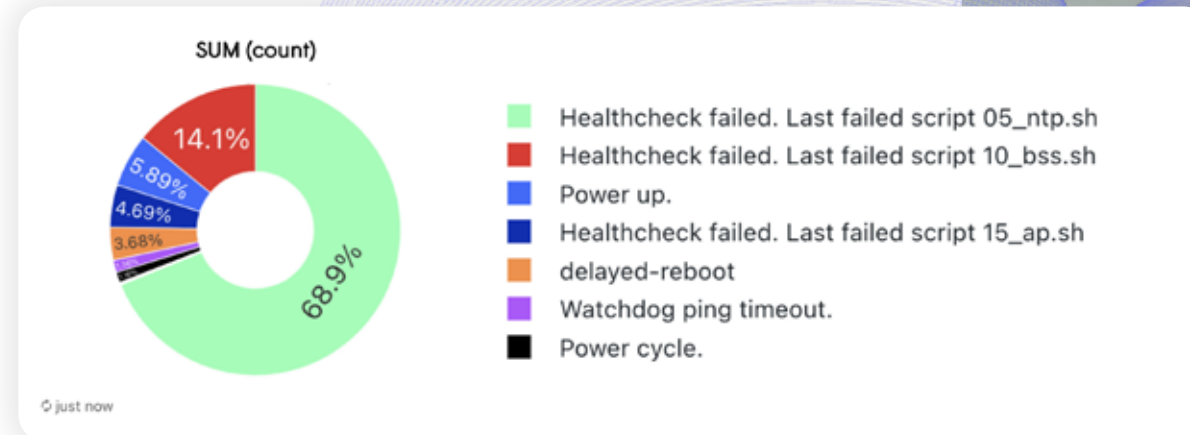 SUM (count)
14.1%
5.89%
4.69%
3.68%
68.9%
Healthcheck failed. Last failed script 05_ntp.sh
Healthcheck failed. Last failed script 10_bss.sh
Power up.
Healthcheck failed. Last failed script 15_ap.sh
delayed-reboot
Watchdog ping timeout.
Power cycle.
just now